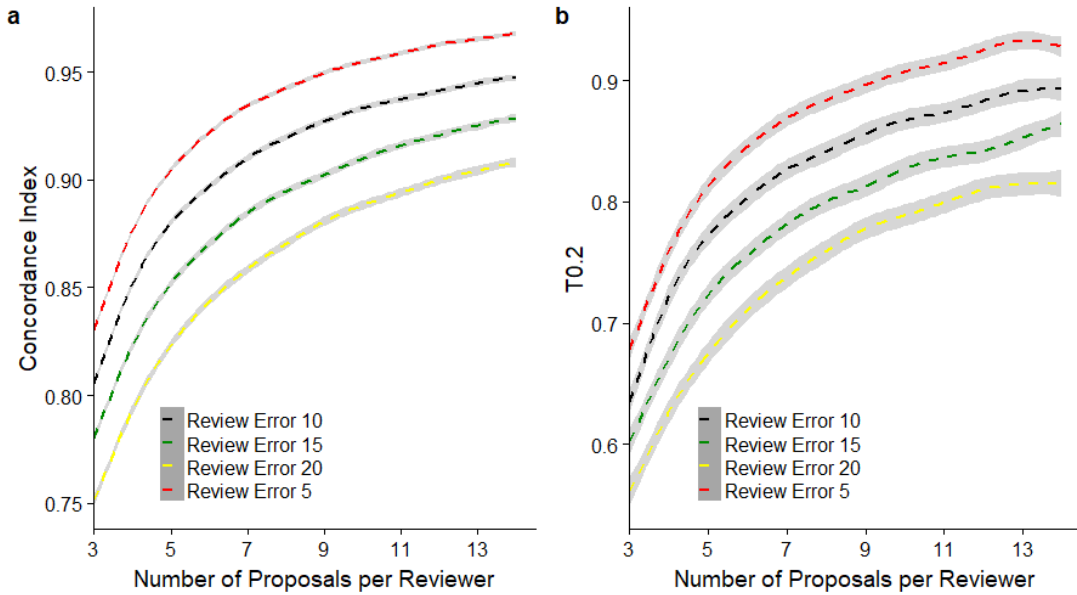 a
Concordance Index
0.95
0.90
0.85
0.80
0.75
Review Error 10
Review Error 15
Review Error 20
Review Error 5
3 5 7 9 11 13
Number of Proposals per Reviewer
b
T0.2
0.9
0.8
0.7
0.6
Review Error 10
Review Error 15
Review Error 20
Review Error 5
3 5 7 9 11 13
Number of Proposals per Reviewer